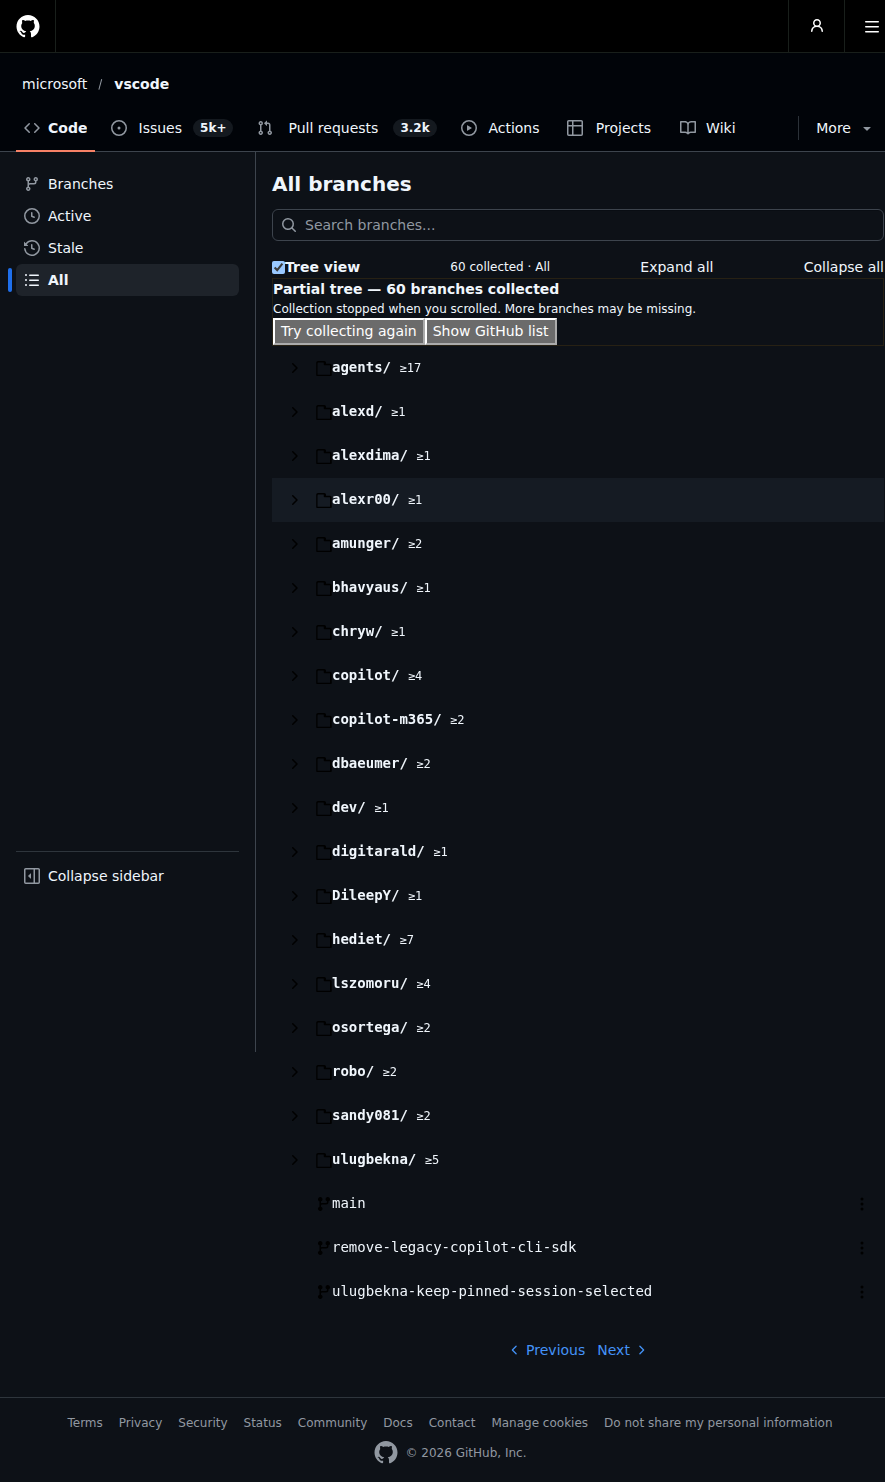 microsoft / vscode
Code Issues 5k+ Pull requests 3.2k Actions Projects Wiki More
Branches
Active
Stale
All
Collapse sidebar
All branches
Search branches...
Tree view 60 collected · All Expand all Collapse all
Partial tree — 60 branches collected
Collection stopped when you scrolled. More branches may be missing.
Try collecting again Show GitHub list
agents/ ≥17
alexd/ ≥1
alexdima/ ≥1
alexr00/ ≥1
amunger/ ≥2
bhavyaus/ ≥1
chryw/ ≥1
copilot/ ≥4
copilot-m365/ ≥2
dbaeumer/ ≥2
dev/ ≥1
digitarald/ ≥1
DileepY/ ≥1
hediet/ ≥7
lszomoru/ ≥4
osortega/ ≥2
robo/ ≥2
sandy081/ ≥2
ulugbekna/ ≥5
main
remove-legacy-copilot-cli-sdk
ulugbekna-keep-pinned-session-selected
Previous Next
Terms Privacy Security Status Community Docs Contact Manage cookies Do not share my personal information
© 2026 GitHub, Inc.